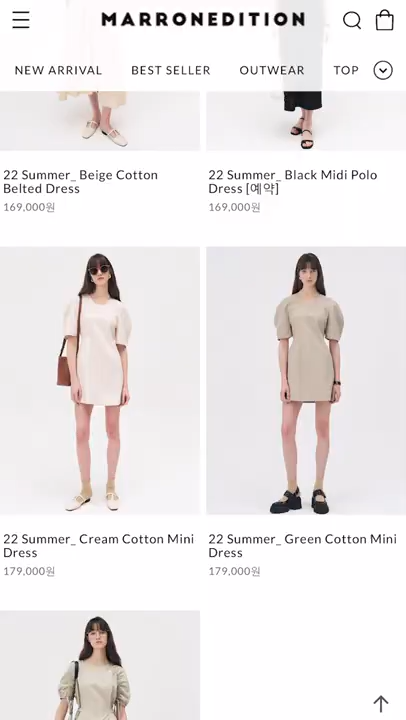 MARRONEDITION
NEW ARRIVAL BEST SELLER OUTWEAR TOP
22 Summer_ Beige Cotton
Belted Dress
169,000원
22 Summer_ Black Midi Polo
Dress [예약]
169,000원
22 Summer_ Cream Cotton Mini
Dress
179,000원
22 Summer_ Green Cotton Mini
Dress
179,000원